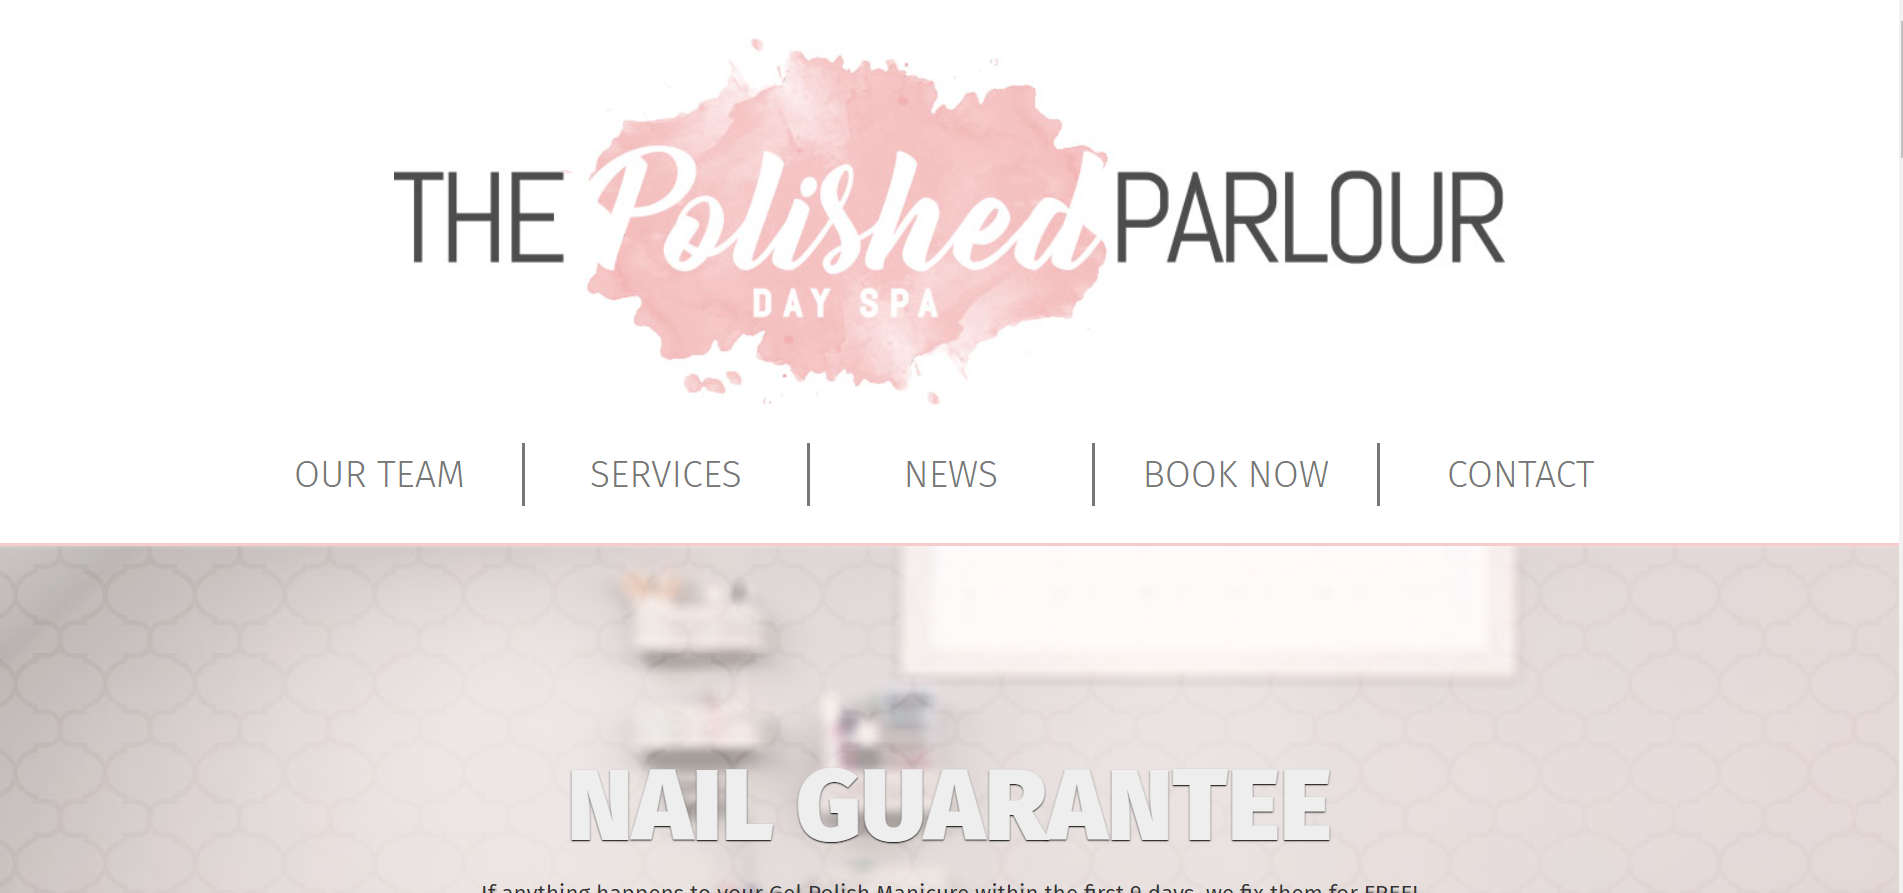 THE Polished PARLOUR
DAY SPA
OUR TEAM
SERVICES
NEWS
BOOK NOW
CONTACT
NAIL GUARANTEE
If anything happens to your Gel Polish Manicure within the first 9 days, we fix them for FREE!